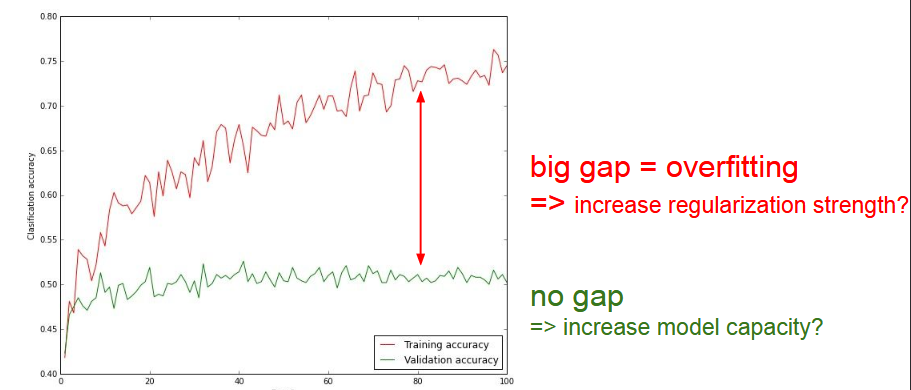 0.80
0.75
0.70
0.65
0.60
0.55
0.50
0.45
0.40
Clasification accuracy
0
20
40
60
80
100
Training accuracy
Validation accuracy
big gap = overfitting
=> increase regularization strength?
no gap
=> increase model capacity?